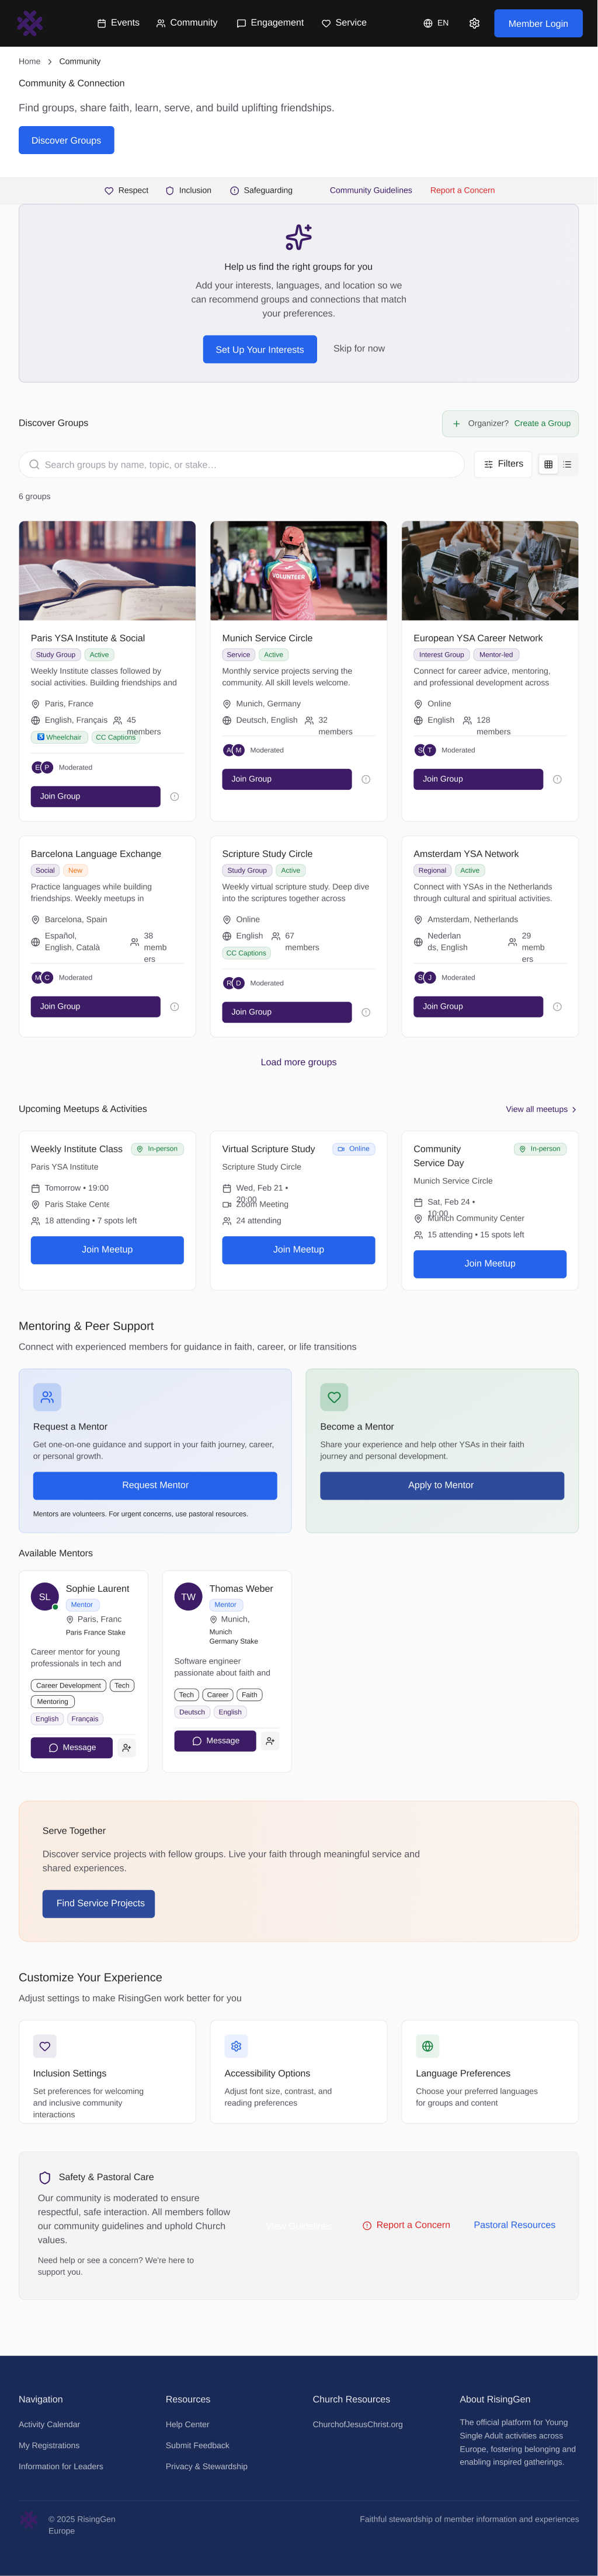 Events Community Engagement Service EN Member Login
Home > Community
Community & Connection
Find groups, share faith, learn, serve, and build uplifting friendships.
Discover Groups
Respect Inclusion Safeguarding Community Guidelines Report a Concern
Help us find the right groups for you
Add your interests, languages, and location so we
can recommend groups and connections that match
your preferences.
Set Up Your Interests Skip for now
Discover Groups
Organizer? Create a Group
Search groups by name, topic, or stake…
Filters
6 groups
VOLUNTEER
Paris YSA Institute & Social
Study Group Active
Weekly Institute classes followed by
social activities. Building friendships and
Paris, France
English, Français 45
members
Wheelchair CC Captions
E P Moderated
Join Group
Munich Service Circle
Service Active
Monthly service projects serving the
community. All skill levels welcome.
Munich, Germany
Deutsch, English 32
members
A M Moderated
Join Group
European YSA Career Network
Interest Group Mentor-led
Connect for career advice, mentoring,
and professional development across
Online
English 128
members
S T Moderated
Join Group
Barcelona Language Exchange
Social New
Practice languages while building
friendships. Weekly meetups in
Barcelona, Spain
Español,
English, Català
38
memb
ers
M C Moderated
Join Group
Scripture Study Circle
Study Group Active
Weekly virtual scripture study. Deep dive
into the scriptures together across
Online
English 67
members
CC Captions
R D Moderated
Join Group
Amsterdam YSA Network
Regional Active
Connect with YSAs in the Netherlands
through cultural and spiritual activities.
Amsterdam, Netherlands
Nederlan
ds, English
29
memb
ers
S J Moderated
Join Group
Load more groups
Upcoming Meetups & Activities
View all meetups >
Weekly Institute Class In-person
Paris YSA Institute
Tomorrow • 19:00
Paris Stake Cente
18 attending • 7 spots left
Join Meetup
Virtual Scripture Study Online
Scripture Study Circle
Wed, Feb 21 •
20:00
Zoom Meeting
24 attending
Join Meetup
Community
Service Day
In-person
Munich Service Circle
Sat, Feb 24 •
10:00
Munich Community Center
15 attending • 15 spots left
Join Meetup
Mentoring & Peer Support
Connect with experienced members for guidance in faith, career, or life transitions
Request a Mentor
Get one-on-one guidance and support in your faith journey, career,
or personal growth.
Request Mentor
Mentors are volunteers. For urgent concerns, use pastoral resources.
Become a Mentor
Share your experience and help other YSAs in their faith
journey and personal development.
Apply to Mentor
Available Mentors
SL
Sophie Laurent
Mentor
Paris, Franc
Paris France Stake
Career mentor for young
professionals in tech and
Career Development Tech
Mentoring
English Français
Message
TW
Thomas Weber
Mentor
Munich,
Munich
Germany Stake
Software engineer
passionate about faith and
Tech Career Faith
Deutsch English
Message
Serve Together
Discover service projects with fellow groups. Live your faith through meaningful service and
shared experiences.
Find Service Projects
Customize Your Experience
Adjust settings to make RisingGen work better for you
Inclusion Settings
Set preferences for welcoming
and inclusive community
interactions
Accessibility Options
Adjust font size, contrast, and
reading preferences
Language Preferences
Choose your preferred languages
for groups and content
Safety & Pastoral Care
Our community is moderated to ensure
respectful, safe interaction. All members follow
our community guidelines and uphold Church
values.
Need help or see a concern? We're here to
support you.
Report a Concern Pastoral Resources
Navigation
Activity Calendar
My Registrations
Information for Leaders
Resources
Help Center
Submit Feedback
Privacy & Stewardship
Church Resources
ChurchofJesusChrist.org
About RisingGen
The official platform for Young
Single Adult activities across
Europe, fostering belonging and
enabling inspired gatherings.
© 2025 RisingGen
Europe
Faithful stewardship of member information and experiences